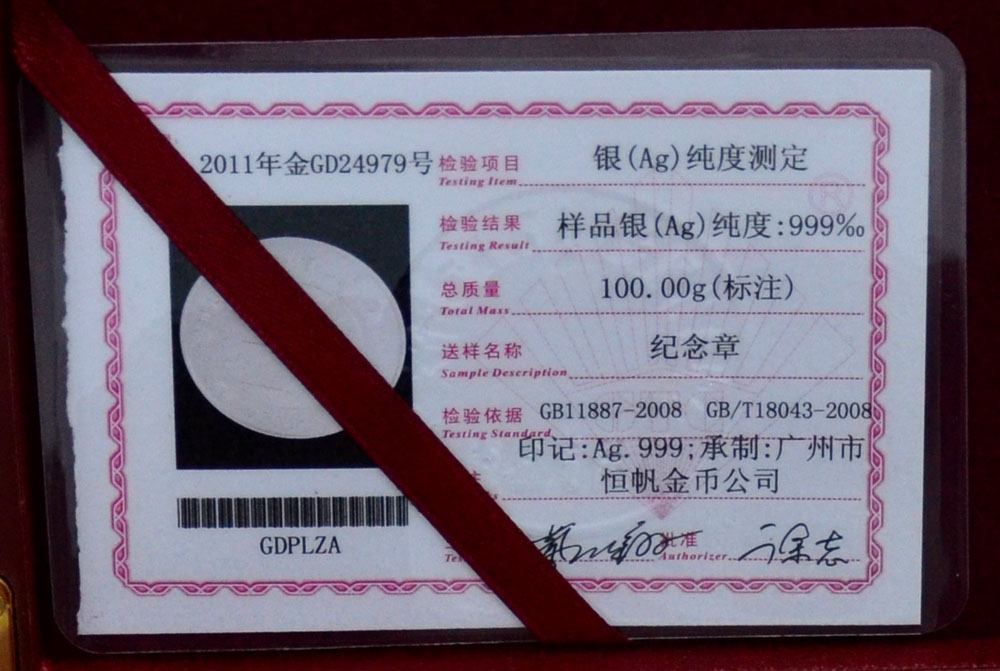 2011年金GD24979号
检验项目 银(Ag)纯度测定
Testing Item
检验结果 样品银(Ag)纯度:999‰
Testing Result
总质量 100.00g(标注)
Total Mass
送样名称 纪念章
Sample Description
检验依据 GB11887-2008 GB/T18043-2008
Testing Standard
印记:Ag.999;承制:广州市
恒帆金币公司
GDPLZA
批准
Authorizer